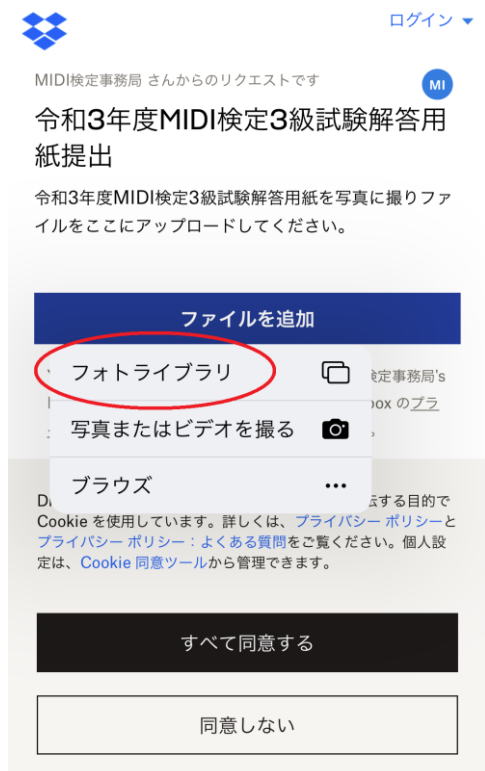 ログイン
MIDI検定事務局 さんからのリクエストです
MI
令和3年度MIDI検定3級試験解答用
紙提出
令和3年度MIDI検定3級試験解答用紙を写真に撮りファ
イルをここにアップロードしてください。
ファイルを追加
フォトライブラリ
定事務局's
写真またはビデオを撮る
box のプラ
ブラウズ
する目的で
Cookie を使用しています。詳しくは、プライバシー ポリシーと
プライバシー ポリシー：よくある質問をご覧ください。個人設
定は、Cookie 同意ツールから管理できます。
すべて同意する
同意しない